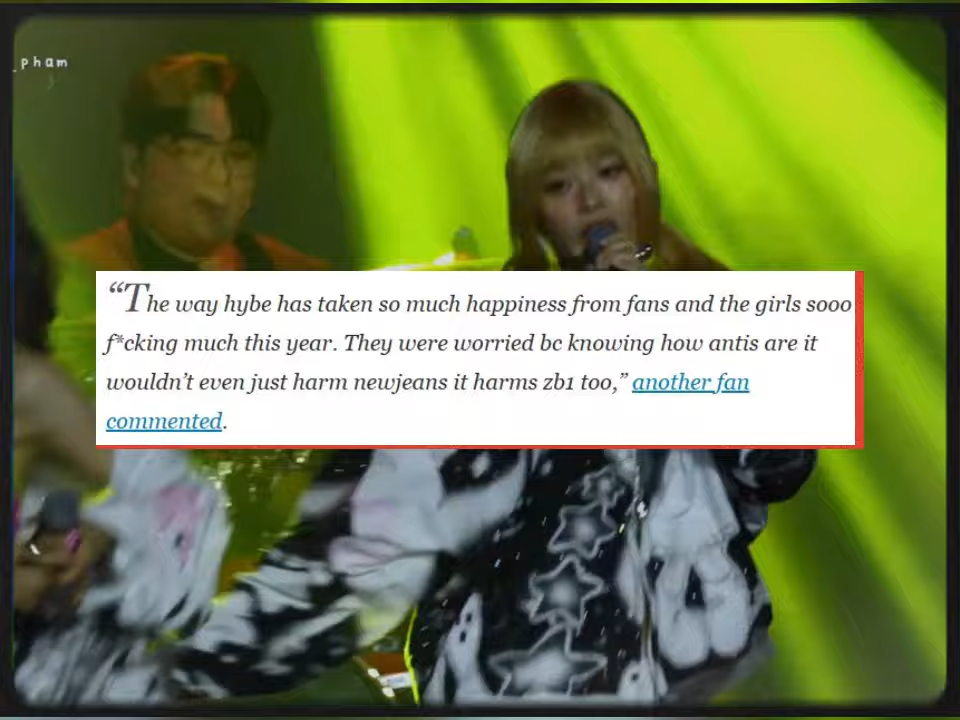 pham
“The way hybe has taken so much happiness from fans and the girls sooo
f*cking much this year. They were worried bc knowing how antis are it
wouldn’t even just harm newjeans it harms zb1 too,” another fan
commented.